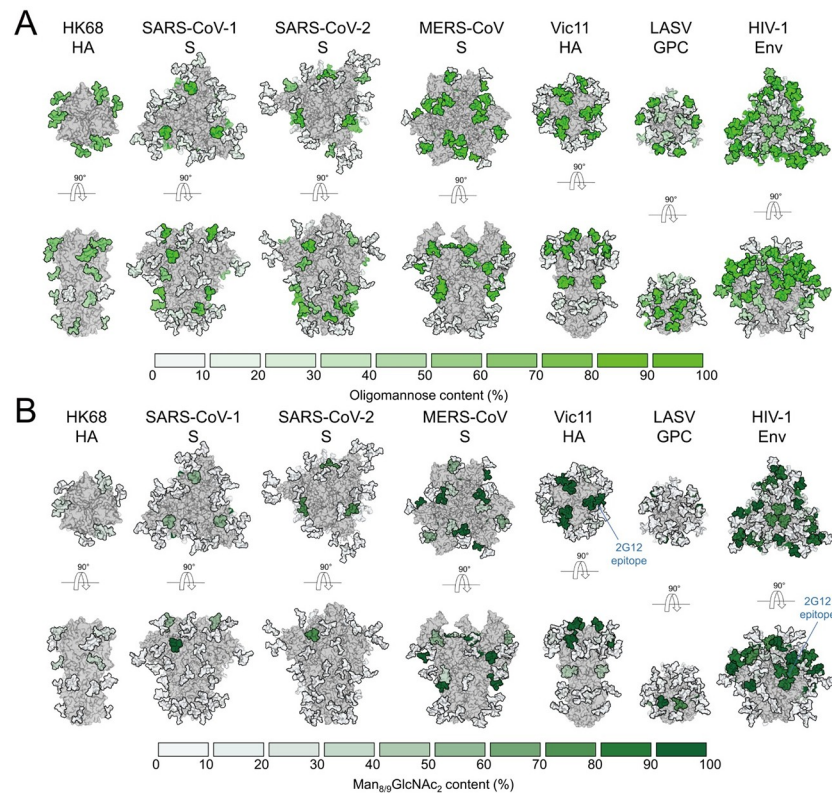 A
HK68
HA
SARS-CoV-1
S
SARS-CoV-2
S
MERS-CoV
S
Vic11
HA
LASV
GPC
HIV-1
Env
90°
90°
90°
90°
90°
90°
90°
0 10 20 30 40 50 60 70 80 90 100
Oligomannose content (%)
B
HK68
HA
SARS-CoV-1
S
SARS-CoV-2
S
MERS-CoV
S
Vic11
HA
LASV
GPC
HIV-1
Env
2G12
epitope
90°
90°
90°
90°
90°
90°
90°
2G12
epitope
0 10 20 30 40 50 60 70 80 90 100
Man8/9GlcNAc2 content (%)